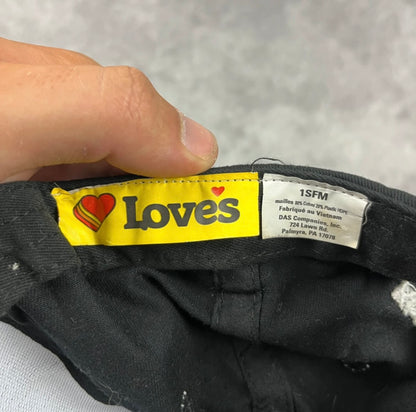 Love's
1SFM
Fabriqué au Vietnam
DAS Companies, Inc.
724 Lawn Rd.
Palmyra, PA 17078